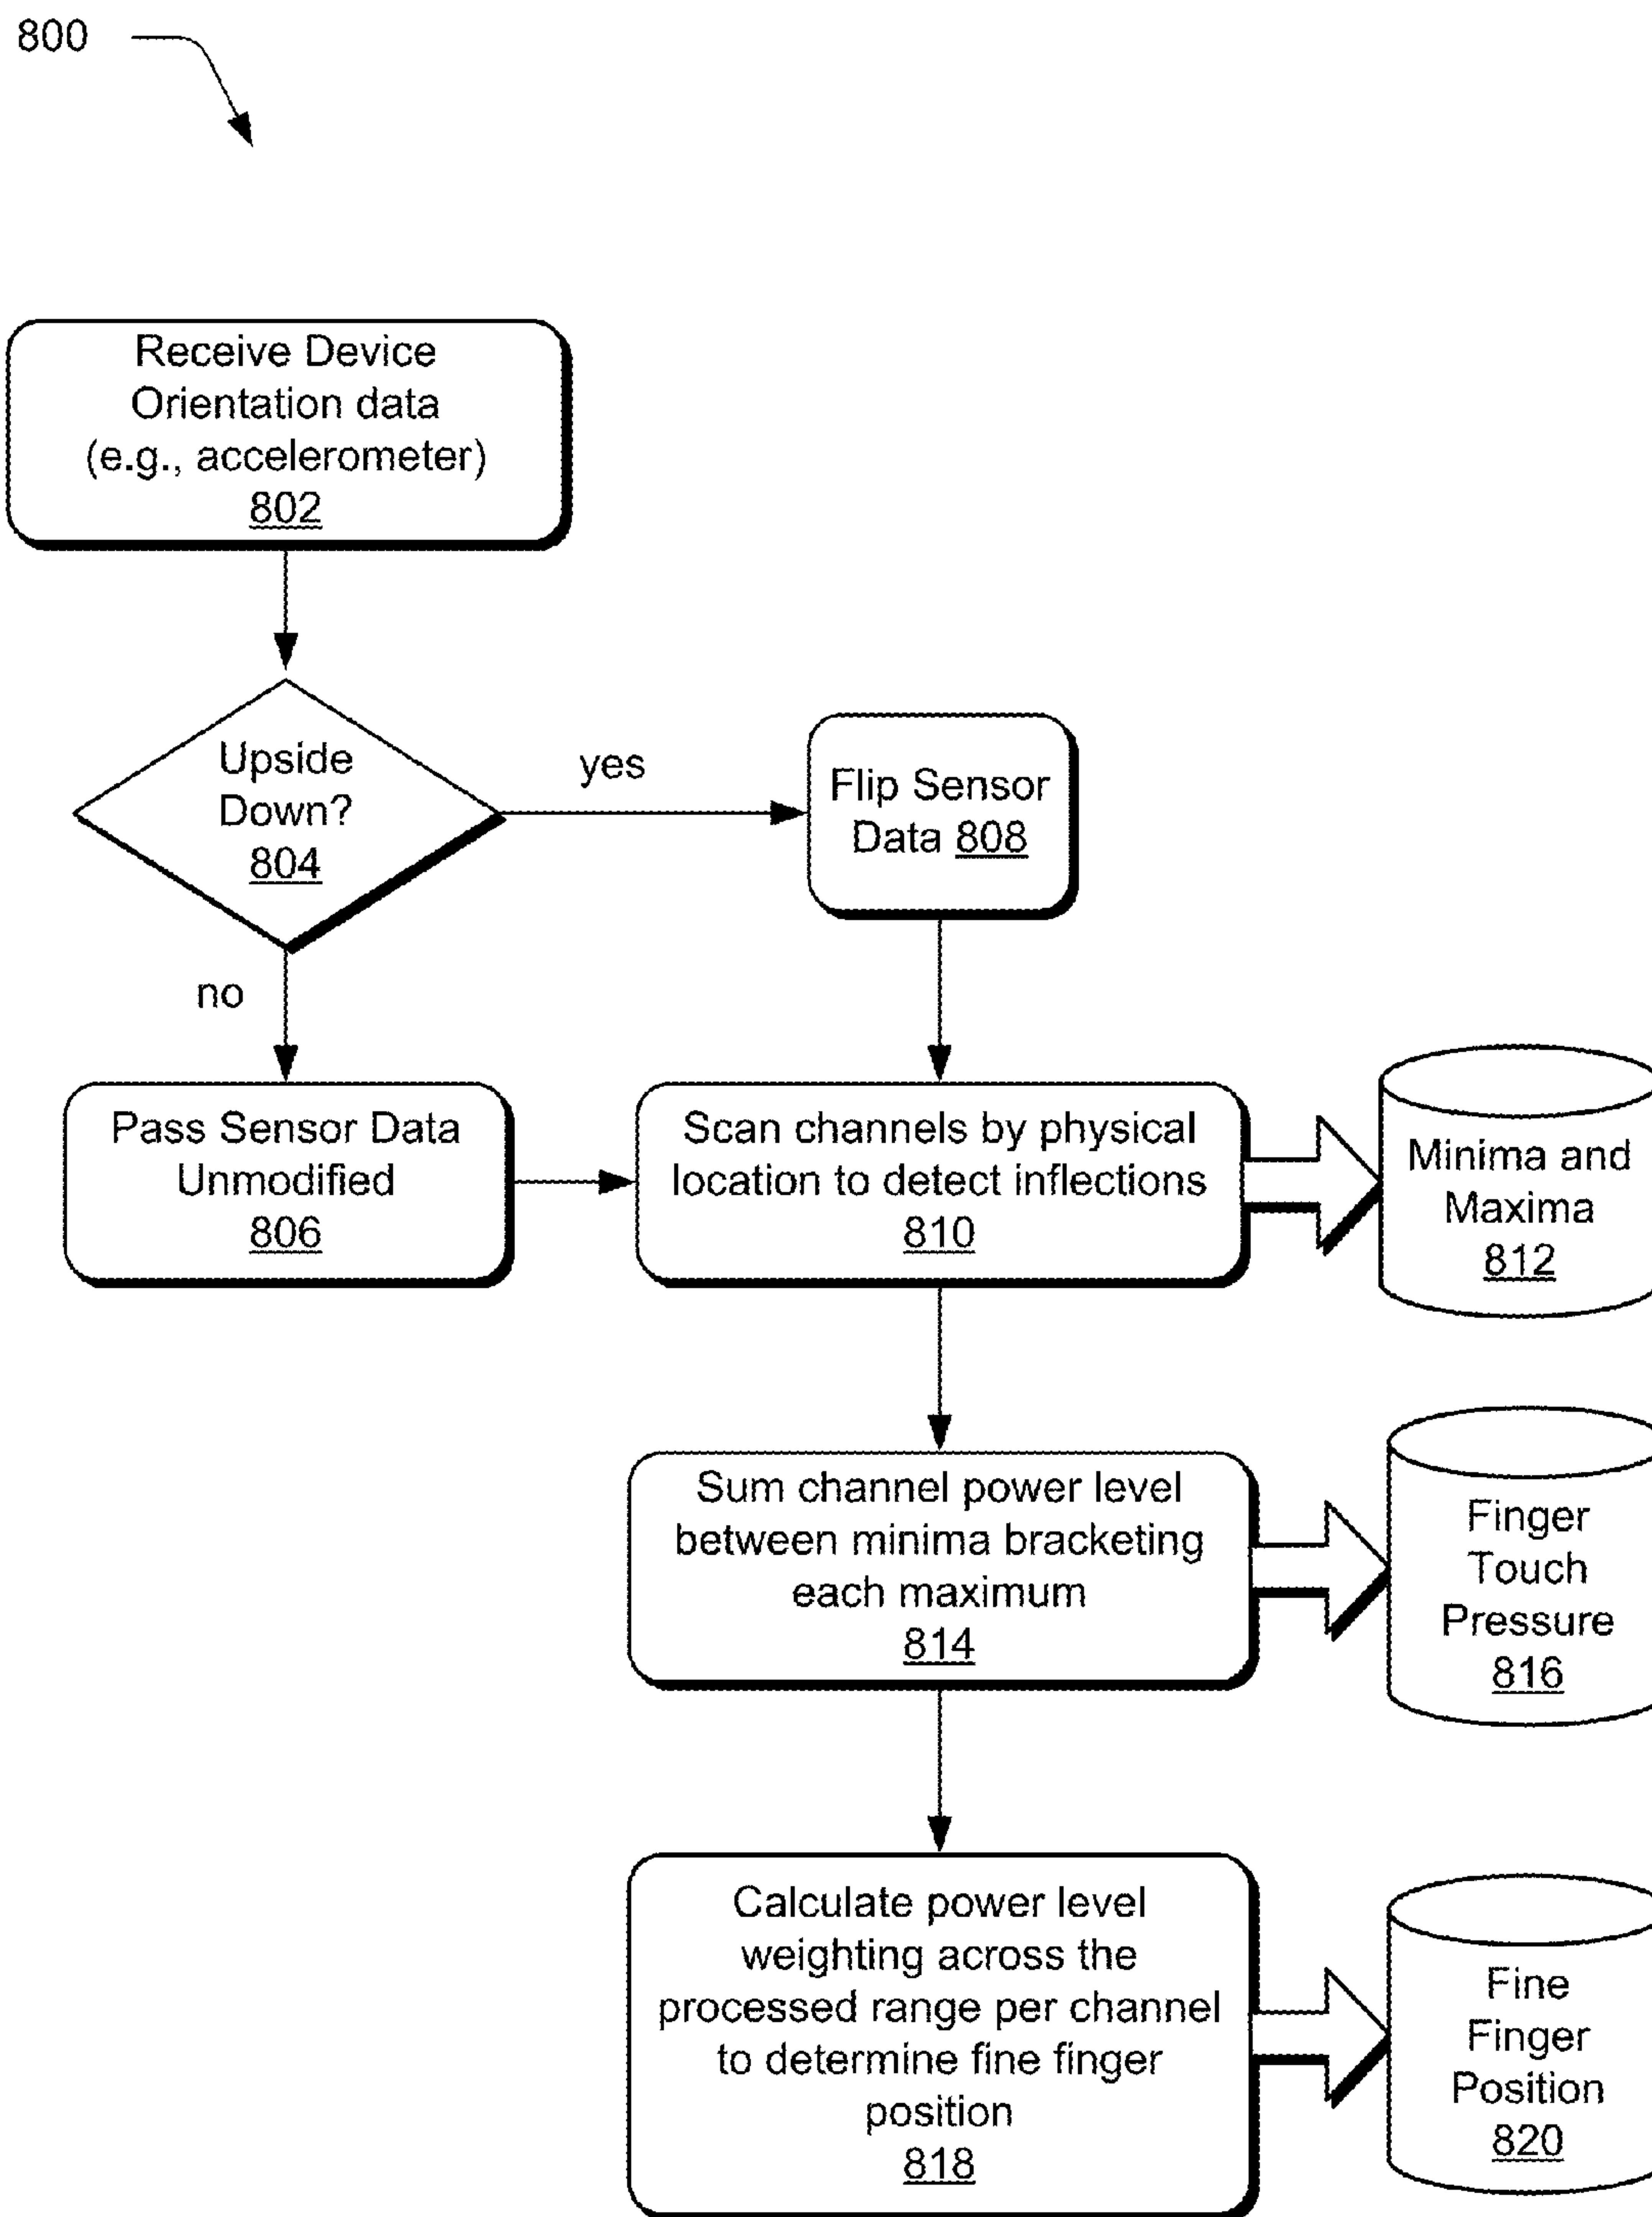 800
Receive Device
Orientation data
(e.g., accelerometer)
802
Upside
Down?
804
yes
Flip Sensor
Data 808
no
Pass Sensor Data
Unmodified
806
Scan channels by physical
location to detect inflections
810
Minima and
Maxima
812
Sum channel power level
between minima bracketing
each maximum
814
Finger
Touch
Pressure
816
Calculate power level
weighting across the
processed range per channel
to determine fine finger
position
818
Fine
Finger
Position
820